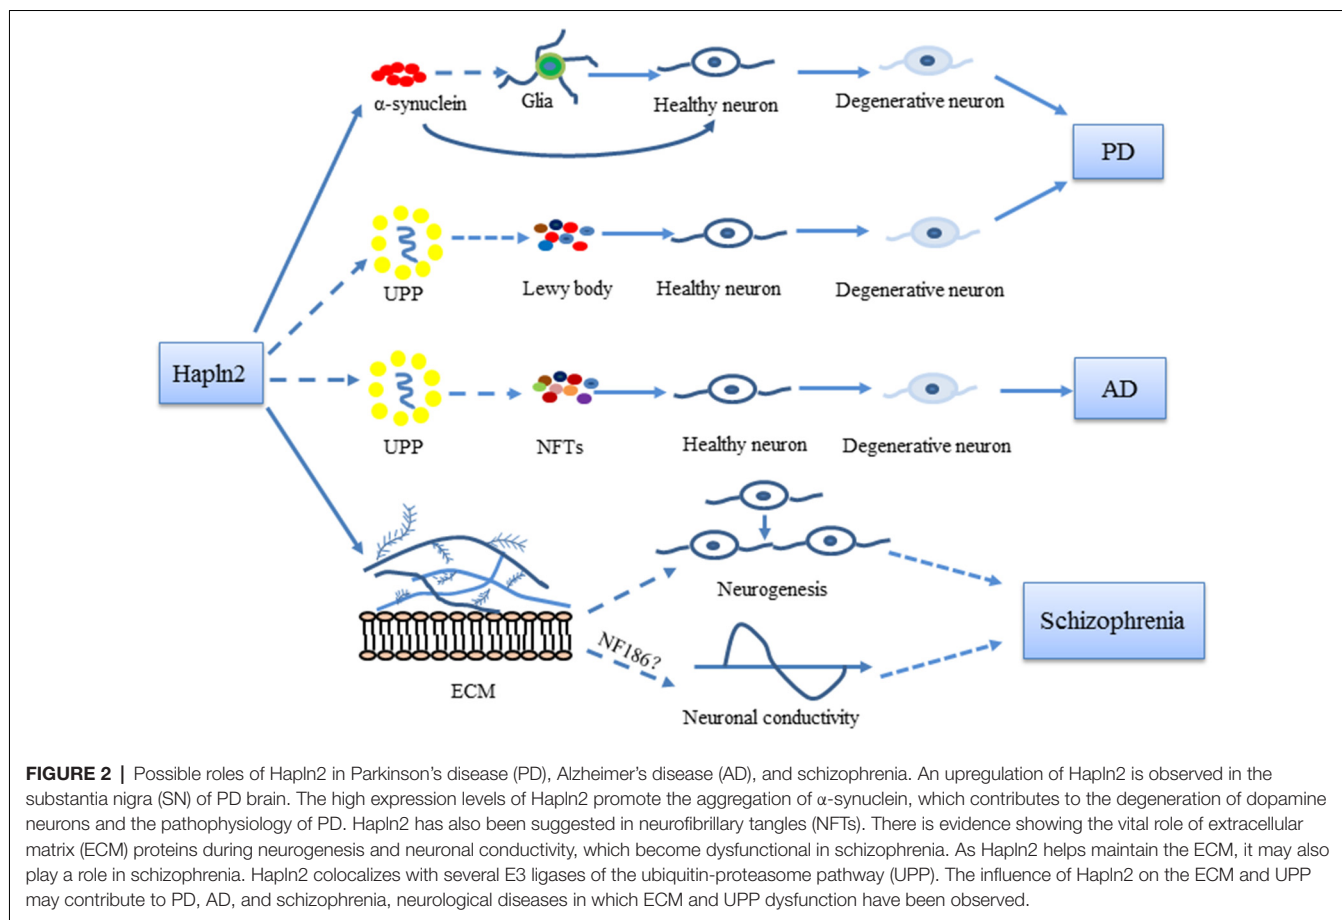 α-synuclein
Glia
Healthy neuron
Degenerative neuron
PD
UPP
Lewy body
Healthy neuron
Degenerative neuron
Hapln2
UPP
NFTs
Healthy neuron
Degenerative neuron
AD
ECM
Neurogenesis
NF186?
Neuronal conductivity
Schizophrenia
FIGURE 2 | Possible roles of Hapln2 in Parkinson's disease (PD), Alzheimer's disease (AD), and schizophrenia. An upregulation of Hapln2 is observed in the
substantia nigra (SN) of PD brain. The high expression levels of Hapln2 promote the aggregation of α-synuclein, which contributes to the degeneration of dopamine
neurons and the pathophysiology of PD. Hapln2 has also been suggested in neurofibrillary tangles (NFTs). There is evidence showing the vital role of extracellular
matrix (ECM) proteins during neurogenesis and neuronal conductivity, which become dysfunctional in schizophrenia. As Hapln2 helps maintain the ECM, it may also
play a role in schizophrenia. Hapln2 colocalizes with several E3 ligases of the ubiquitin-proteasome pathway (UPP). The influence of Hapln2 on the ECM and UPP
may contribute to PD, AD, and schizophrenia, neurological diseases in which ECM and UPP dysfunction have been observed.